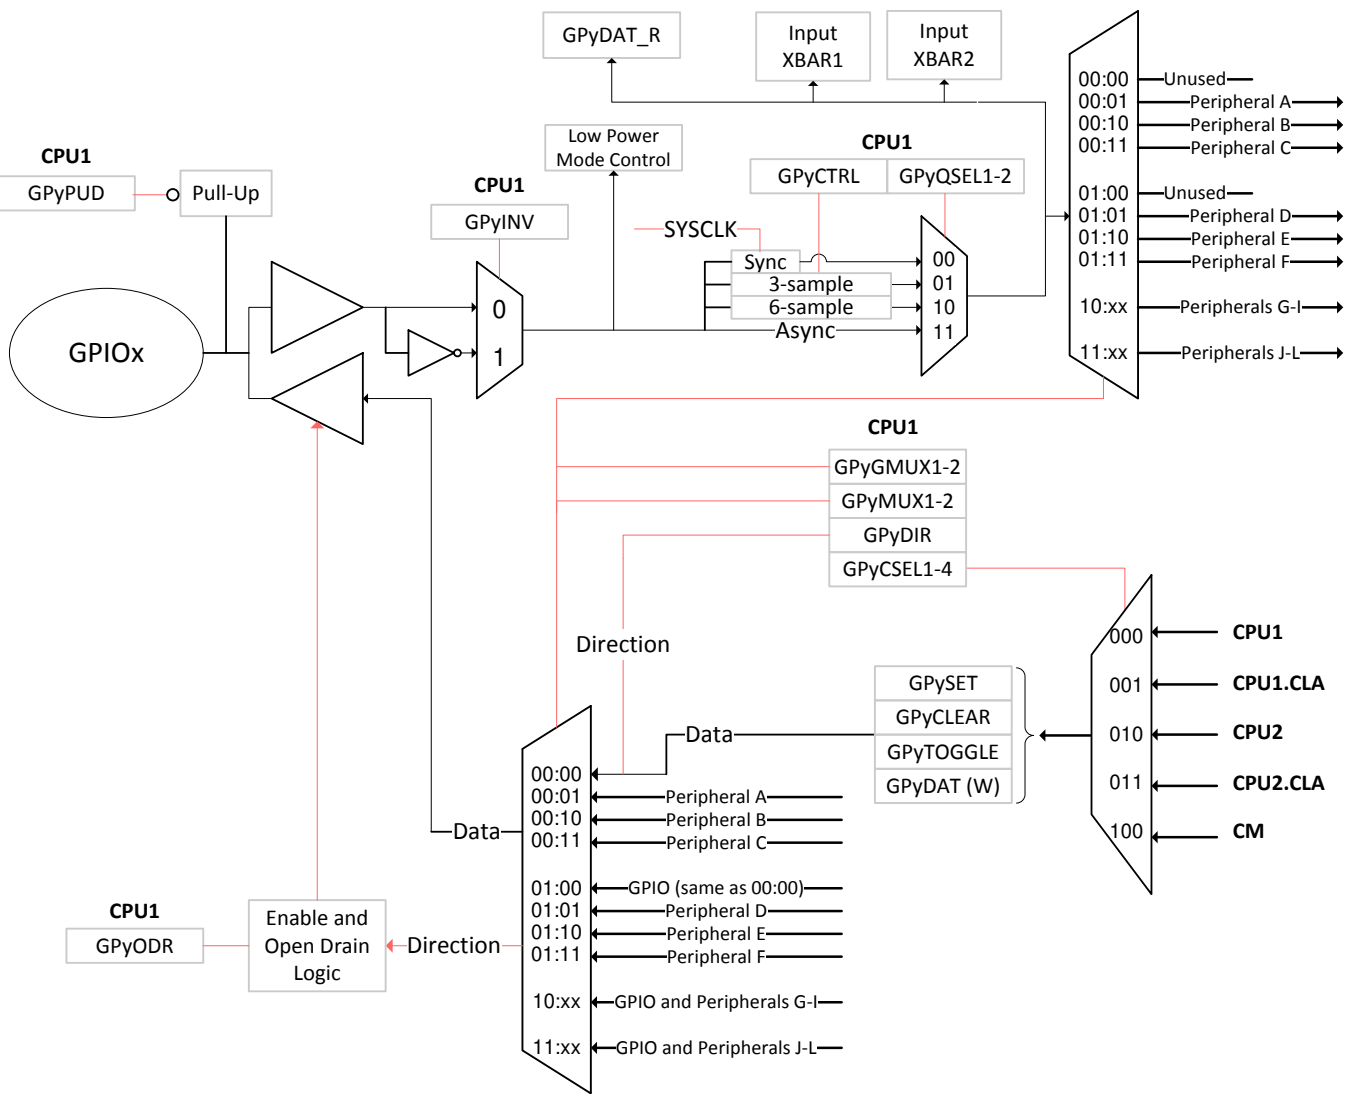 GPyDAT_R
Input
XBAR1
Input
XBAR2
00:00
Unused
00:01
Peripheral A
00:10
Peripheral B
00:11
Peripheral C
01:00
Unused
01:01
Peripheral D
01:10
Peripheral E
01:11
Peripheral F
10:xx
Peripherals G-I
11:xx
Peripherals J-L
Low Power
Mode Control
CPU1
GPyPUD
Pull-Up
CPU1
GPyINV
CPU1
GPyCTRL
GPyQSEL1-2
SYSCLK
Sync
3-sample
6-sample
Async
00
01
10
11
0
1
GPIOx
CPU1
GPyGMUX1-2
GPyMUX1-2
GPyDIR
GPyCSEL1-4
Direction
000
CPU1
001
CPU1.CLA
010
CPU2
011
CPU2.CLA
100
CM
GPySET
GPyCLEAR
GPyTOGGLE
GPyDAT (W)
Data
00:00
00:01
Peripheral A
00:10
Peripheral B
00:11
Peripheral C
01:00
GPIO (same as 00:00)
01:01
Peripheral D
01:10
Peripheral E
01:11
Peripheral F
10:xx
GPIO and Peripherals G-I
11:xx
GPIO and Peripherals J-L
Data
Direction
CPU1
GPyODR
Enable and
Open Drain
Logic